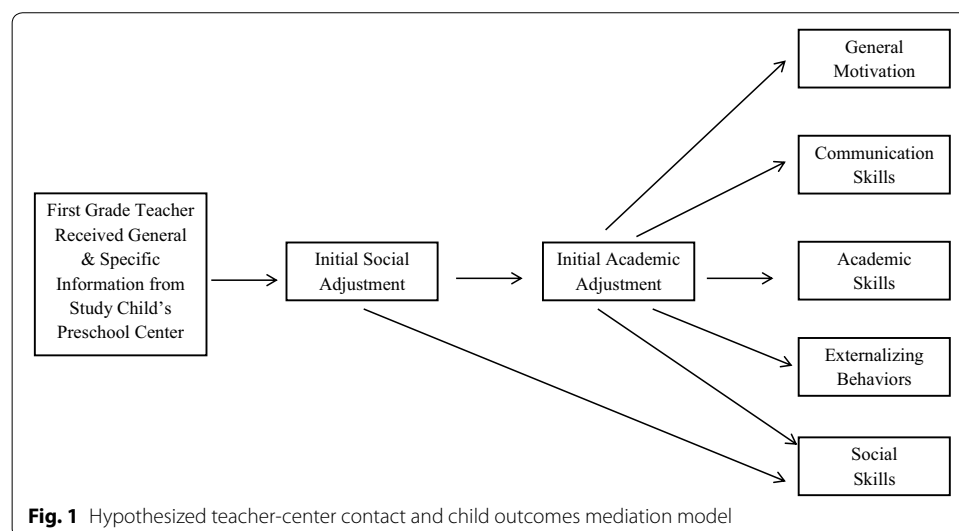 First Grade Teacher
Received General
& Specific
Information from
Study Child's
Preschool Center
Initial Social
Adjustment
Initial Academic
Adjustment
General
Motivation
Communication
Skills
Academic
Skills
Externalizing
Behaviors
Social
Skills
Fig. 1 Hypothesized teacher-center contact and child outcomes mediation model